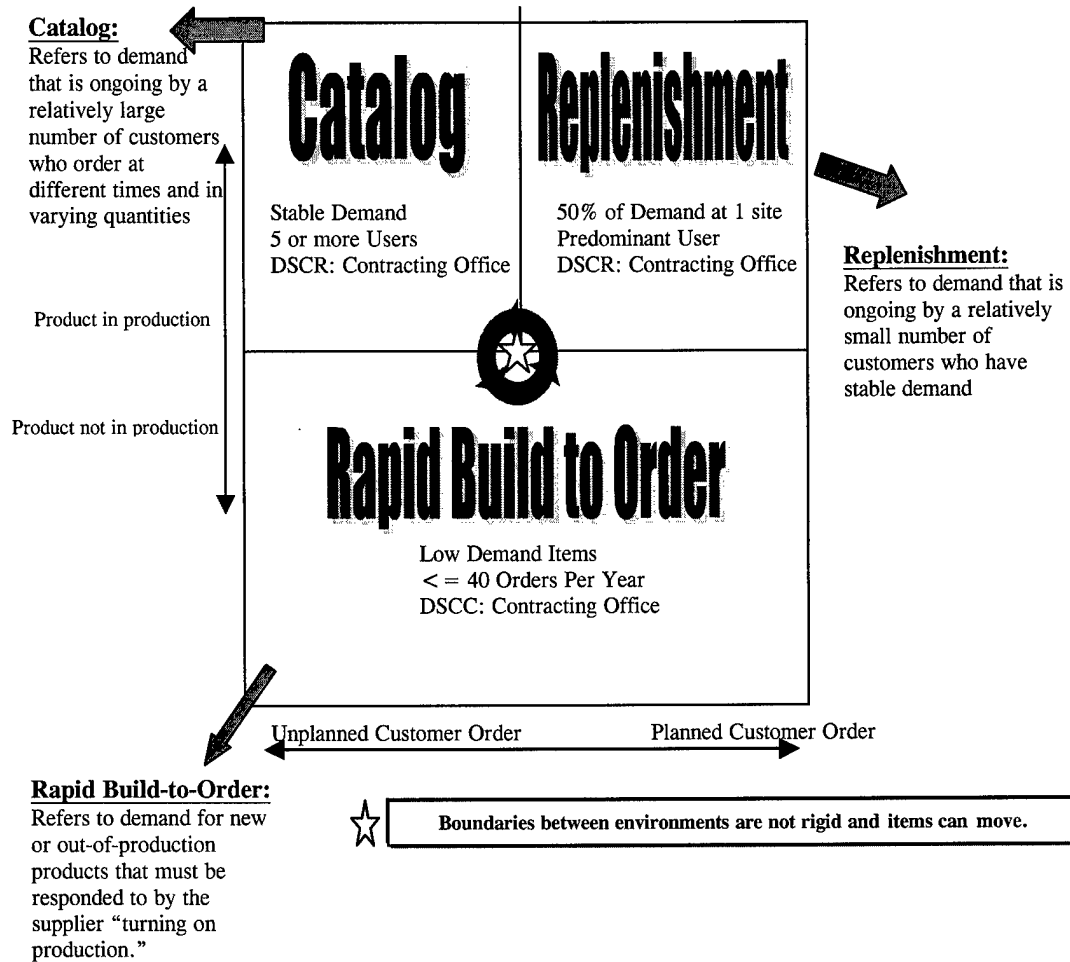 Catalog:
Refers to demand
that is ongoing by a
relatively large
number of customers
who order at
different times and in
varying quantities
Catalog
Stable Demand
5 or more Users
DSCR: Contracting Office
Replenishment
50% of Demand at 1 site
Predominant User
DSCR: Contracting Office
Replenishment:
Refers to demand that is
ongoing by a relatively
small number of
customers who have
stable demand
Product in production
Product not in production
Rapid Build to Order
Low Demand Items
< = 40 Orders Per Year
DSCC: Contracting Office
Unplanned Customer Order
Planned Customer Order
Rapid Build-to-Order:
Refers to demand for new
or out-of-production
products that must be
responded to by the
supplier “turning on
production.”
Boundaries between environments are not rigid and items can move.